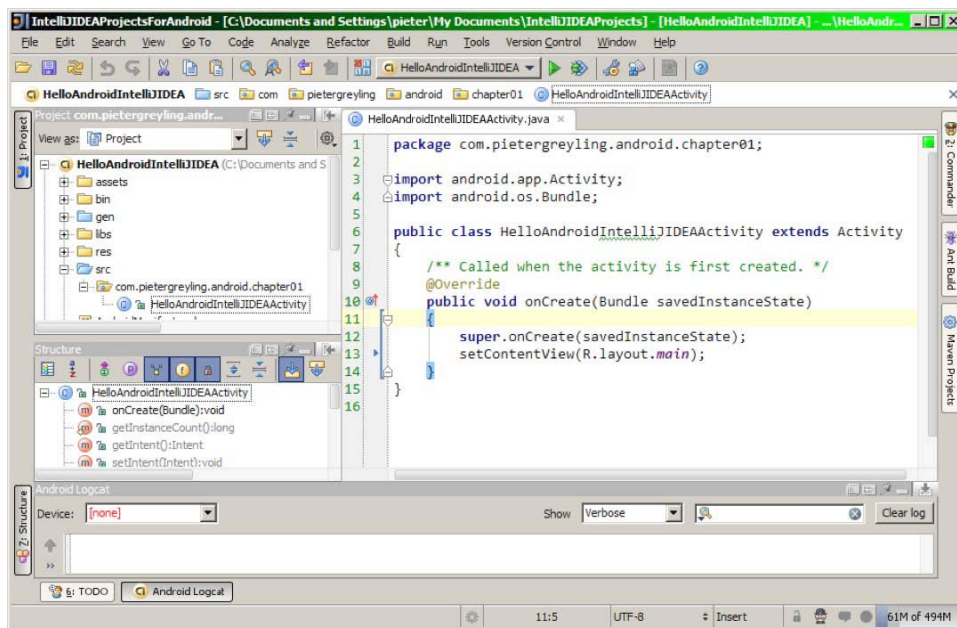 IntelliJIDEAProjectsForAndroid - [C:\Documents and Settings\pieter\My Documents\IntelliJIDEAProjects] - [HelloAndroidIntelliJIDEA] - ...\HelloAndr...
File Edit Search View Go To Code Analyze Refactor Build Run Tools Version Control Window Help
HelloAndroidIntelliJIDEA
HelloAndroidIntelliJIDEA src com pietergreyling android chapter01 HelloAndroidIntelliJIDEAActivity
Project com.pietergreyling.andr...
View as: Project
HelloAndroidIntelliJIDEA (C:\Documents and S
assets
bin
gen
libs
res
src
com.pietergreyling.android.chapter01
HelloAndroidIntelliJIDEAActivity
1: Project
Structure
HelloAndroidIntelliJIDEAActivity
onCreate(Bundle):void
getInstanceCount():long
getIntent():Intent
setIntent(Intent):void
HelloAndroidIntelliJIDEAActivity.java
1 package com.pietergreyling.android.chapter01;
2
3 import android.app.Activity;
4 import android.os.Bundle;
5
6 public class HelloAndroidIntelliJIDEAActivity extends Activity
7 {
8 /** Called when the activity is first created. */
9 @Override
10 public void onCreate(Bundle savedInstanceState)
11 {
12 super.onCreate(savedInstanceState);
13 setContentView(R.layout.main);
14 }
15 }
16
2: Commander
Ant Build
Maven Projects
Android Logcat
Device: [none] Show Verbose Clear log
7: Structure
6: TODO Android Logcat
11:5 UTF-8 Insert 61M of 494M